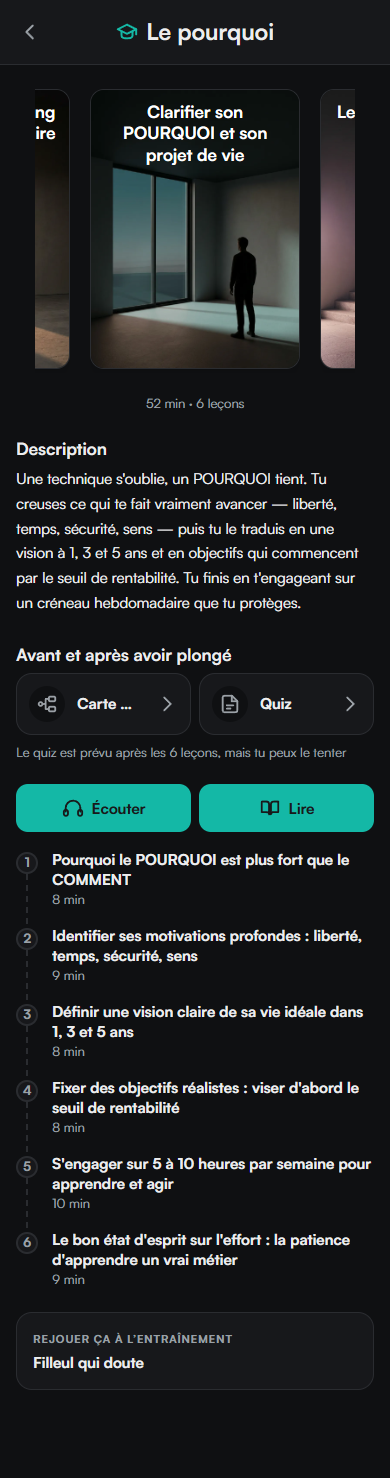 Le pourquoi
ng
ire
Clarifier son
POURQUOI et son
projet de vie
Le
52 min · 6 leçons
Description
Une technique s'oublie, un POURQUOI tient. Tu
creuses ce qui te fait vraiment avancer — liberté,
temps, sécurité, sens — puis tu le traduis en une
vision à 1, 3 et 5 ans et en objectifs qui commencent
par le seuil de rentabilité. Tu finis en t'engageant sur
un créneau hebdomadaire que tu protèges.
Avant et après avoir plongé
Carte ...
Quiz
Le quiz est prévu après les 6 leçons, mais tu peux le tenter
Écouter
Lire
1
Pourquoi le POURQUOI est plus fort que le
COMMENT
8 min
2
Identifier ses motivations profondes : liberté,
temps, sécurité, sens
9 min
3
Définir une vision claire de sa vie idéale dans
1, 3 et 5 ans
8 min
4
Fixer des objectifs réalistes : viser d'abord le
seuil de rentabilité
8 min
5
S'engager sur 5 à 10 heures par semaine pour
apprendre et agir
10 min
6
Le bon état d'esprit sur l'effort : la patience
d'apprendre un vrai métier
9 min
REJOUER ÇA À L'ENTRAÎNEMENT
Filleul qui doute